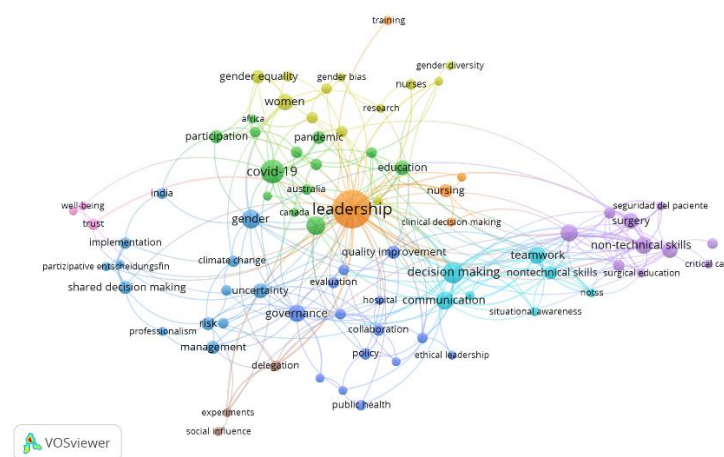 training
gender equality
gender bias
gender diversity
nurses
women
research
africa
participation
pandemic
covid-19
education
australia
nursing
well-being
india
canada
leadership
seguridad del paciente
trust
gender
clinical decision making
surgery
implementation
quality improvement
teamwork
non-technical skills
partizipative entscheidungsfin
climate change
decision making
nontechnical skills
surgical education
critical ca
shared decision making
uncertainty
evaluation
hospital
communication
notss
governance
situational awareness
professionalism
risk
collaboration
management
policy
ethical leadership
delegation
public health
experiments
social influence
VOSviewer